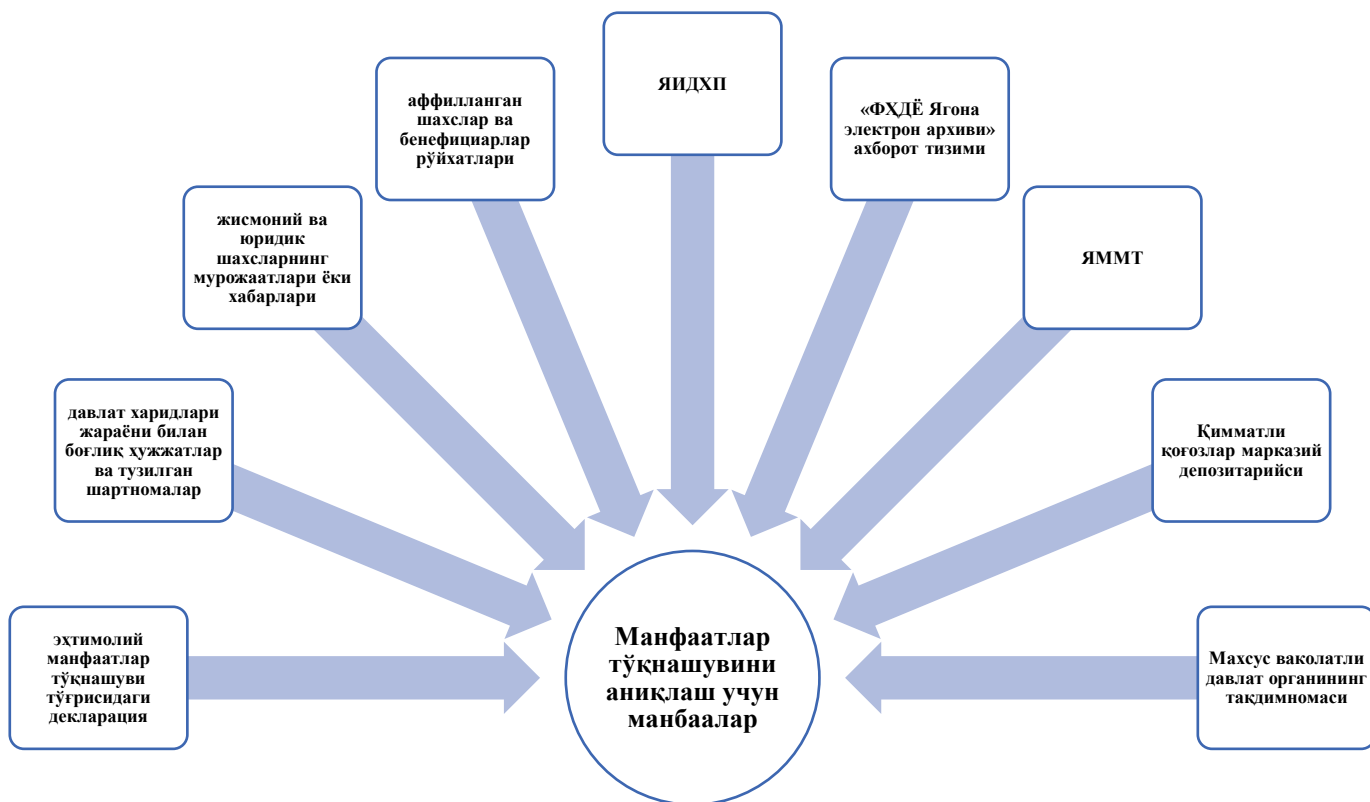 ЯИДХП
аффилланган
шахслар ва
бенефициарлар
рўйхатлари
«ФҲДЁ Ягона
электрон архиви»
ахборот тизими
жисмоний ва
юридик
шахсларнинг
мурожаатлари ёки
хабарлари
ЯММТ
давлат харидлари
жараёни билан
боғлиқ ҳужжатлар
ва тузилган
шартномалар
Қимматли
қоғозлар марказий
депозитарийси
эҳтимолий
манфаатлар
тўқнашуви
тўғрисидаги
декларация
Манфаатлар
тўқнашувини
аниқлаш учун
манбаалар
Махсус ваколатли
давлат органининг
тақдимномаси